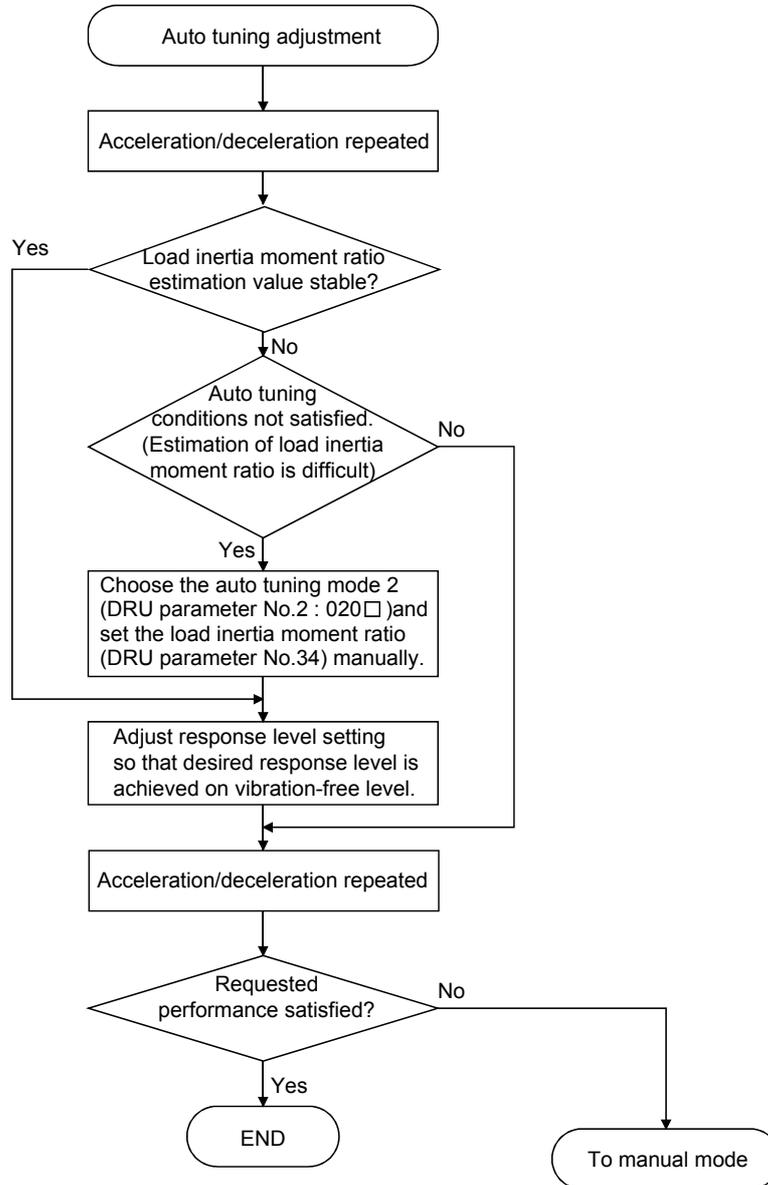 Auto tuning adjustment
Acceleration/deceleration repeated
Yes
Load inertia moment ratio
estimation value stable?
No
Auto tuning
conditions not satisfied.
(Estimation of load inertia
moment ratio is difficult)
No
Yes
Choose the auto tuning mode 2
(DRU parameter No.2 : 020□ )and
set the load inertia moment ratio
(DRU parameter No.34) manually.
Adjust response level setting
so that desired response level is
achieved on vibration-free level.
Acceleration/deceleration repeated
Requested
performance satisfied?
No
Yes
END
To manual mode